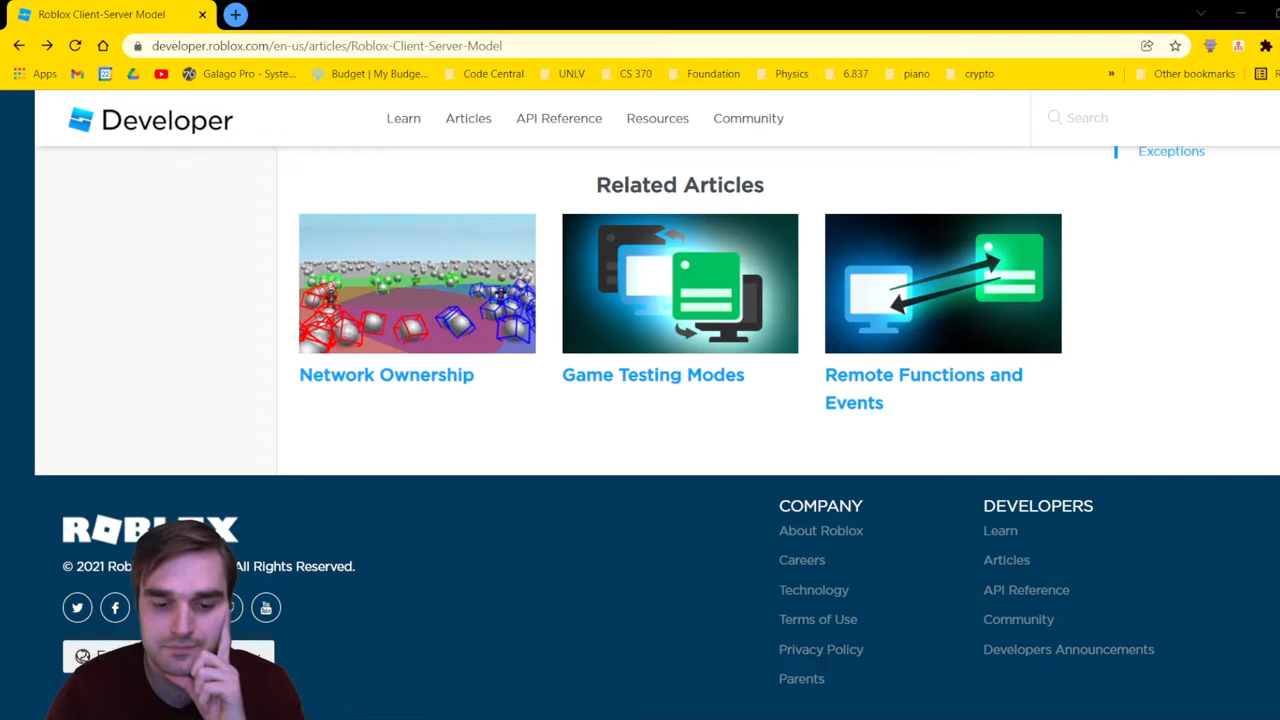 Roblox Client-Server Model
developer.roblox.com/en-us/articles/Roblox-Client-Server-Model
Apps
22
Galago Pro - Syste...
Budget | My Budge...
Code Central
UNLV
CS 370
Foundation
Physics
6.837
piano
crypto
»
Other bookmarks
Developer
Learn
Articles
API Reference
Resources
Community
Search
Exceptions
Related Articles
Network Ownership
Game Testing Modes
Remote Functions and
Events
ROBLOX
© 2021 Rob
All Rights Reserved.
COMPANY
About Roblox
Careers
Technology
Terms of Use
Privacy Policy
Parents
DEVELOPERS
Learn
Articles
API Reference
Community
Developers Announcements